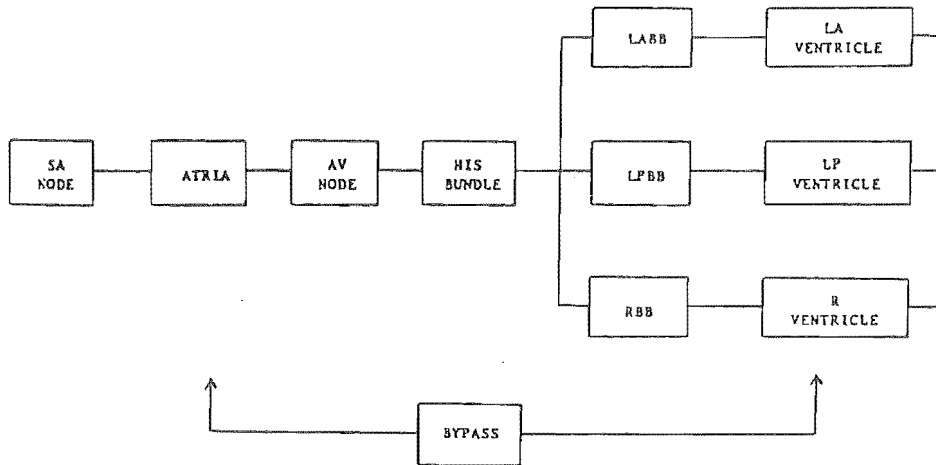 LABB
LA
VENTRICLE
SA
NODE
ATRIA
AV
NODE
HIS
BUNDLE
LPBB
LP
VENTRICLE
RBB
R
VENTRICLE
BYPASS